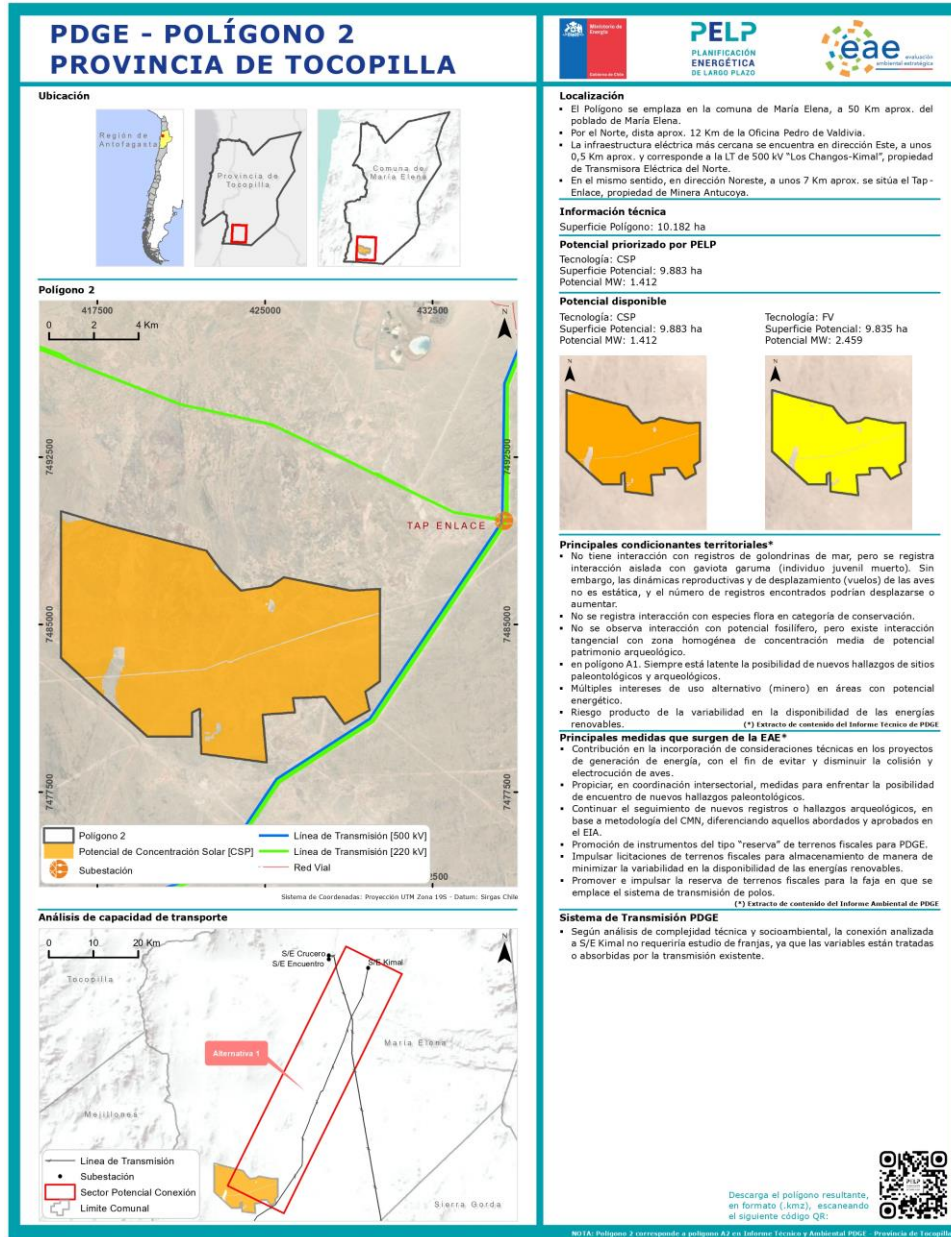 PDGE - POLÍGONO 2
PROVINCIA DE TOCOPILLA
Ministerio de
Energía
Gobierno de Chile
PELP
PLANIFICACIÓN
ENERGÉTICA
DE LARGO PLAZO
eae
evaluación
ambiental estratégica
Ubicación
Región de
Antofagasta
Provincia de
Tocopilla
Comuna de
María Elena
Polígono 2
417500
425000
432500
0 2 4 Km
N
7492500
7492500
TAP ENLACE
7485000
7485000
7477500
7477500
Polígono 2
Potencial de Concentración Solar [CSP]
Subestación
Línea de Transmisión [500 kV]
Línea de Transmisión [220 kV]
Red Vial
2500
Sistema de Coordenadas: Proyección UTM Zona 19S - Datum: Sirgas Chile
Análisis de capacidad de transporte
0 10 20 Km
N
S/E Crucero
S/E Encuentro
S/E Kimal
Tocopilla
Alternativa 1
María Elena
Mejillones
Sierra Gorda
Línea de Transmisión
Subestación
Sector Potencial Conexión
Limite Comunal
Localización
▪ El Polígono se emplaza en la comuna de María Elena, a 50 Km aprox. del
poblado de María Elena.
▪ Por el Norte, dista aprox. 12 Km de la Oficina Pedro de Valdivia.
▪ La infraestructura eléctrica más cercana se encuentra en dirección Este, a unos
0,5 Km aprox. y corresponde a la LT de 500 kV "Los Changos-Kimal", propiedad
de Transmisora Eléctrica del Norte.
▪ En el mismo sentido, en dirección Noreste, a unos 7 Km aprox. se sitúa el Tap -
Enlace, propiedad de Minera Antucoya.
Información técnica
Superficie Polígono: 10.182 ha
Potencial priorizado por PELP
Tecnología: CSP
Superficie Potencial: 9.883 ha
Potencial MW: 1.412
Potencial disponible
Tecnología: CSP
Superficie Potencial: 9.883 ha
Potencial MW: 1.412
Tecnología: FV
Superficie Potencial: 9.835 ha
Potencial MW: 2.459
N
N
Principales condicionantes territoriales*
▪ No tiene interacción con registros de golondrinas de mar, pero se registra
interacción aislada con gaviota garuma (individuo juvenil muerto). Sin
embargo, las dinámicas reproductivas y de desplazamiento (vuelos) de las aves
no es estática, y el número de registros encontrados podrían desplazarse o
aumentar.
▪ No se registra interacción con especies flora en categoría de conservación.
▪ No se observa interacción con potencial fosilífero, pero existe interacción
tangencial con zona homogénea de concentración media de potencial
patrimonio arqueológico.
▪ en polígono A1. Siempre está latente la posibilidad de nuevos hallazgos de sitios
paleontológicos y arqueológicos.
▪ Múltiples intereses de uso alternativo (minero) en áreas con potencial
energético.
▪ Riesgo producto de la variabilidad en la disponibilidad de las energías
renovables.
(*) Extracto de contenido del Informe Técnico de PDGE
Principales medidas que surgen de la EAE*
▪ Contribución en la incorporación de consideraciones técnicas en los proyectos
de generación de energía, con el fin de evitar y disminuir la colisión y
electrocución de aves.
▪ Propiciar, en coordinación intersectorial, medidas para enfrentar la posibilidad
de encuentro de nuevos hallazgos paleontológicos.
▪ Continuar el seguimiento de nuevos registros o hallazgos arqueológicos, en
base a metodología del CMN, diferenciando aquellos abordados y aprobados en
el EIA.
▪ Promoción de instrumentos del tipo "reserva" de terrenos fiscales para PDGE.
▪ Impulsar licitaciones de terrenos fiscales para almacenamiento de manera de
minimizar la variabilidad en la disponibilidad de las energías renovables.
▪ Promover e impulsar la reserva de terrenos fiscales para la faja en que se
emplace el sistema de transmisión de polos.
(*) Extracto de contenido del Informe Ambiental de PDGE
Sistema de Transmisión PDGE
▪ Según análisis de complejidad técnica y socioambiental, la conexión analizada
a S/E Kimal no requeriría estudio de franjas, ya que las variables están tratadas
o absorbidas por la transmisión existente.
Descarga el polígono resultante,
en formato (.kmz), escaneando
el siguiente código QR:
PELP
NOTA: Polígono 2 corresponde a polígono A2 en Informe Técnico y Ambiental PDGE - Provincia de Tocopilla